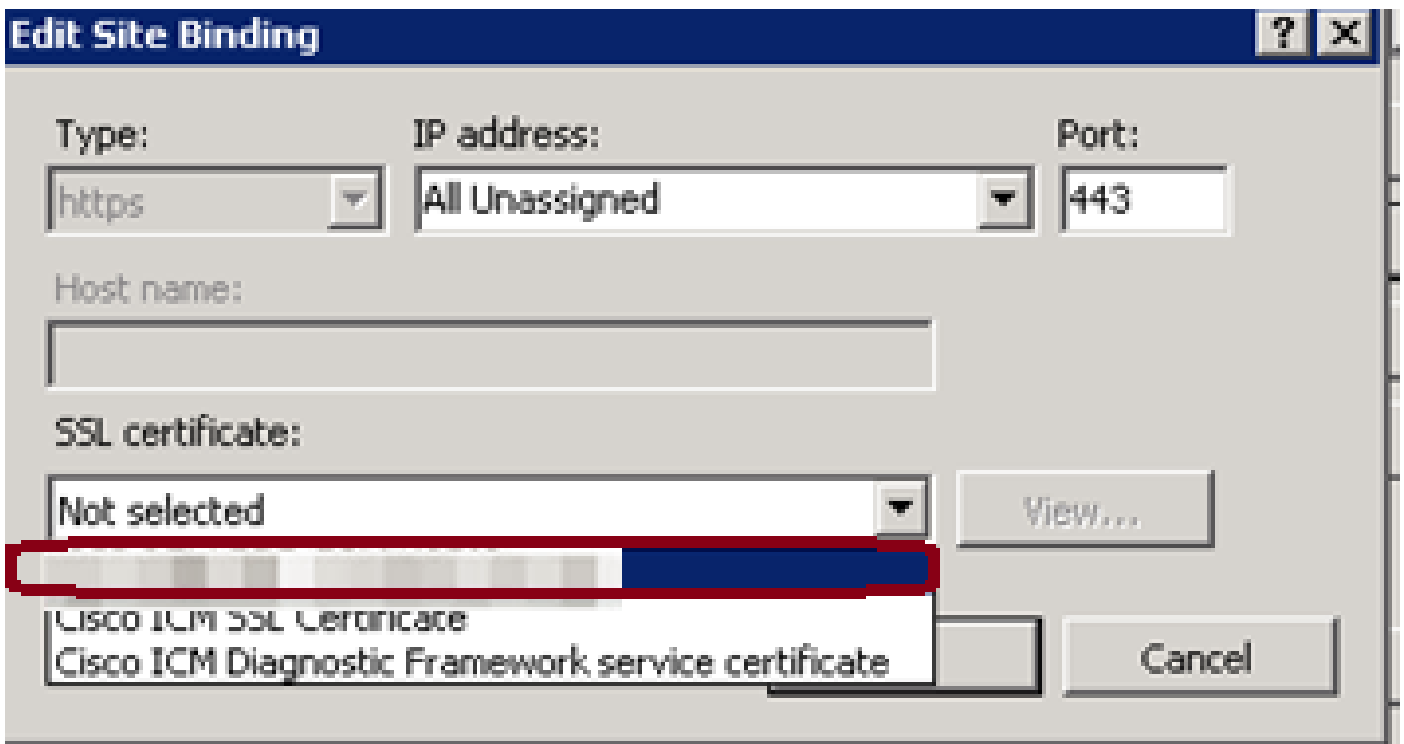 Edit Site Binding ? X
Type: IP address: Port:
https All Unassigned 443
Host name:
SSL certificate:
Not selected View...
Cisco ICM SSL Certificate
Cisco ICM Diagnostic Framework service certificate Cancel